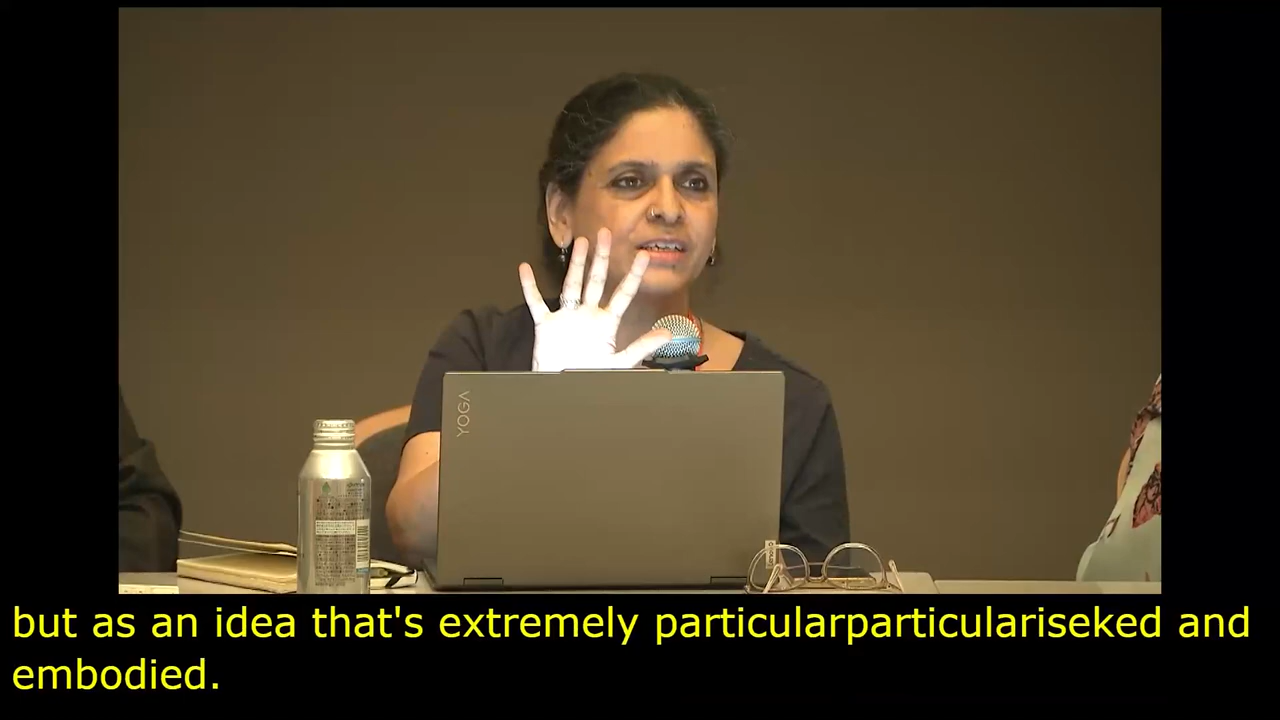 YOGA
but as an idea that's extremely particularparticulariseked and
embodied.